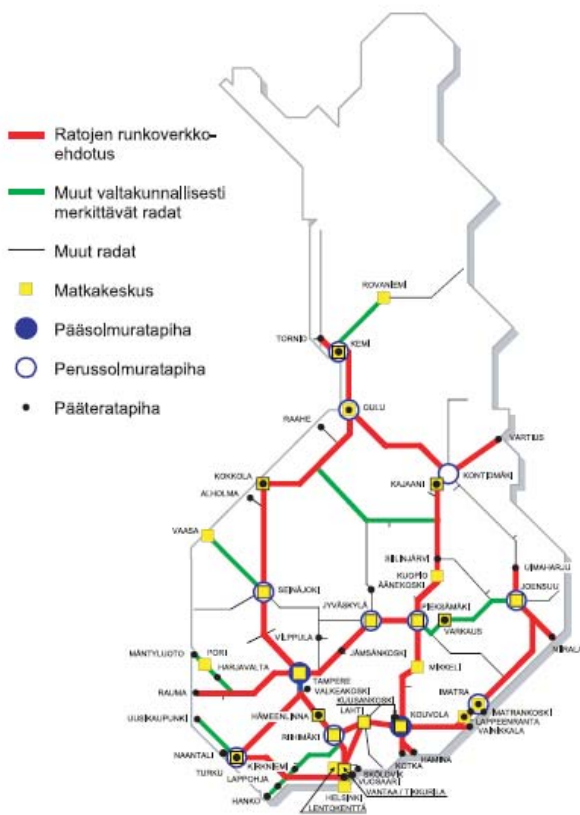 Ratojen runkoverkko-
ehdotus
Muut valtakunnallisesti
merkittävät radat
Muut radat
Matkakeskus
Pääsolmuratapiha
Perussolmuratapiha
Pääteratapiha
ROVANIEMI
TORNIO
KEMI
OULU
RAAHE
VARTIUS
KONTIOMÄKI
KOKKOLA
KAJAANI
ALHOLMA
VAASA
SIILINJÄRVI
UIMAHARJU
KUOPIO
ÄÄNEKOSKI
SEINÄJOKI
JOENSUU
JYVÄSKYLÄ
PIEKSÄMÄKI
VARKAUS
VILPPULA
NIIRALA
MÄNTYLUOTO
PORI
HARJAVALTA
JÄMSÄNKOSKI
MIKKELI
RAUMA
TAMPERE
VALKEAKOSKI
IMATRA
KUUSANKOSKI
UUSIKAUPUNKI
HÄMEENLINNA
LAHTI
KOUVOLA
IMATRANKOSKI
LAPPEENRANTA
VAINIKKALA
RIIHIMÄKI
NAANTALI
TURKU
KIRKNIEMI
LAPPOHJA
HAMINA
KOTKA
SKÖLDVIK
VUOSAARI
VANTAA / TIKKURILA
HANKO
HELSINKI
LENTOKENTTÄ